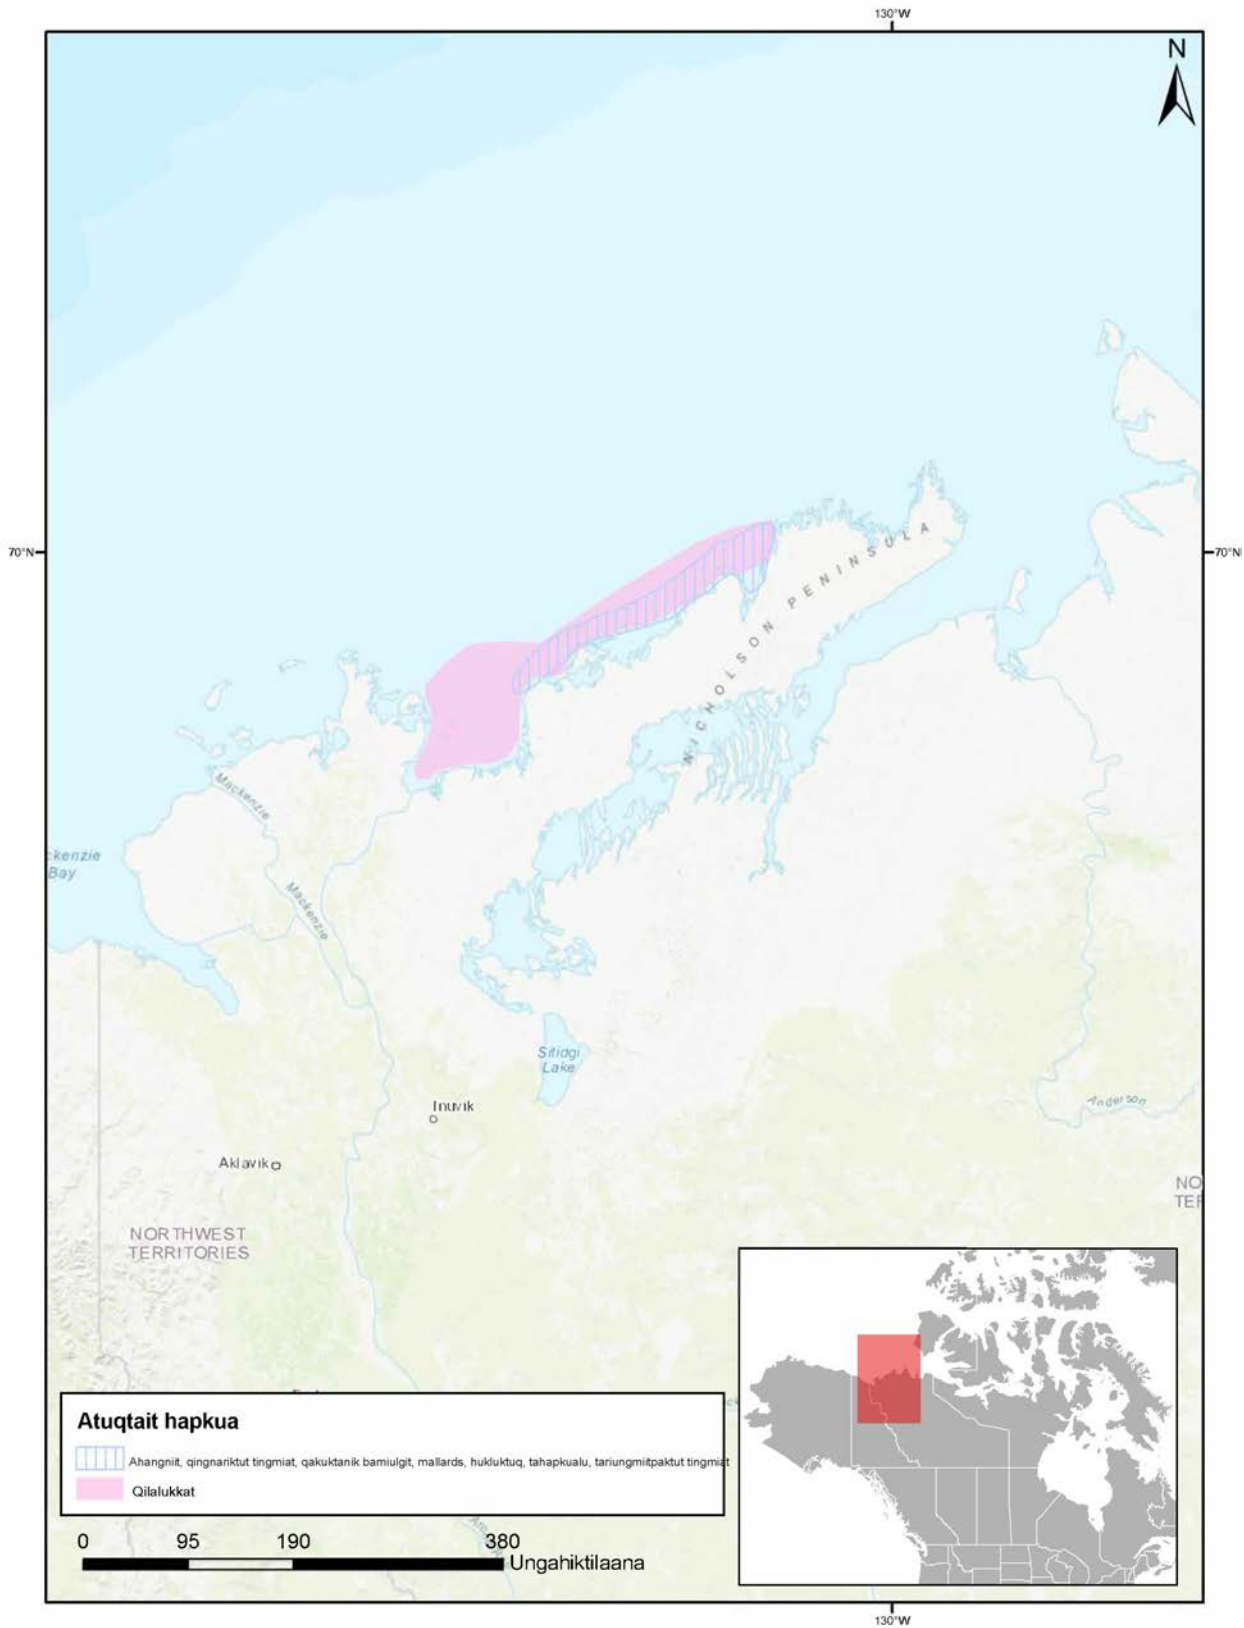 130°W
N
70°N
70°N
NICHOLSON PENINSULA
Mackenzie
ckenzie
Bay
Mackenzie
Sitidgi
Lake
Inuvik
Anderson
Aklavik
NO
TER
NORTHWEST
TERRITORIES
Atuqtait hapkua
Ahangniit, qingnariktut tingmiat, qakuktanik bamiulgit, mallards, hukluktuq, tahapkualu, tariungmiitpaktut tingmiat
Qilalukkat
0 95 190 380
Ungahiktilaana
130°W